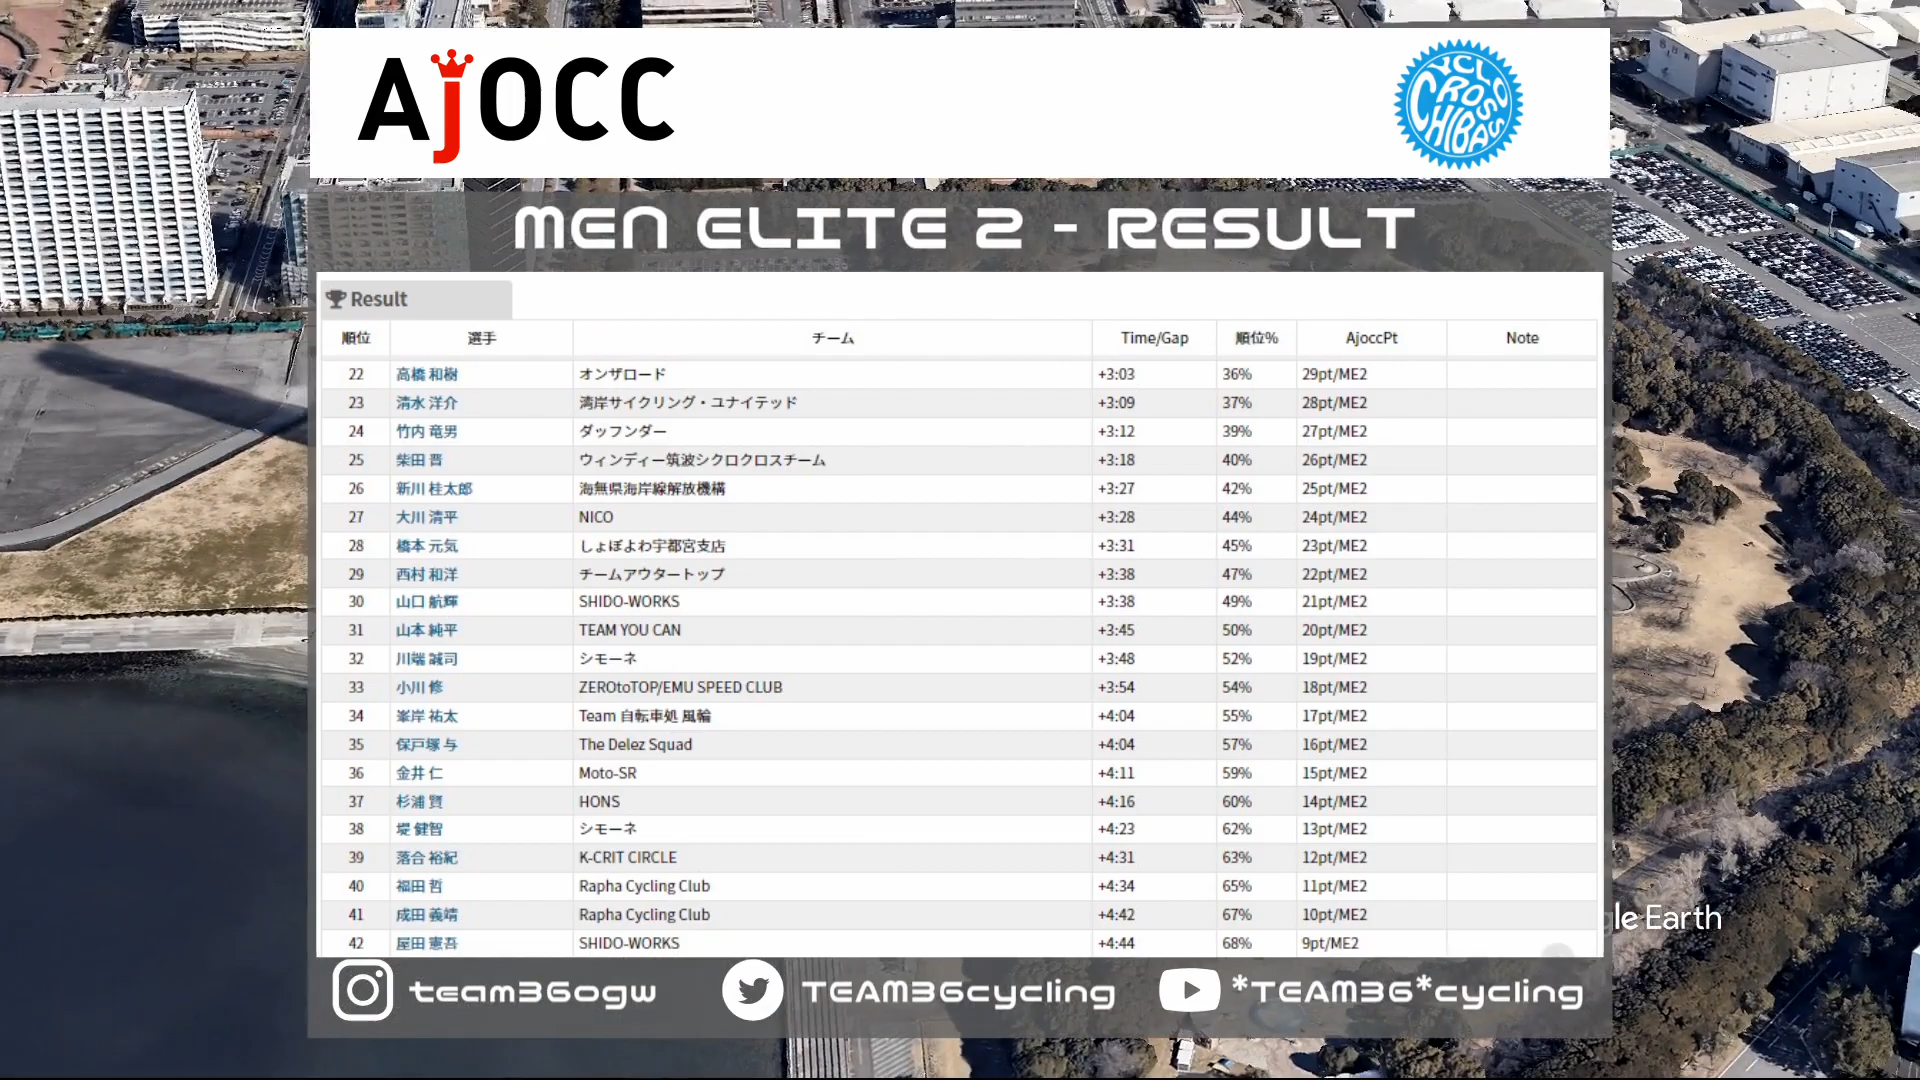 AJOCC
CYCLO CROSS CHIBA
MEN ELITE 2 - RESULT
Result
順位 選手 チーム Time/Gap 順位% AjoccPt Note
22 高橋 和樹 オンザロード +3:03 36% 29pt/ME2
23 清水 洋介 湾岸サイクリング・ユナイテッド +3:09 37% 28pt/ME2
24 竹内 竜男 ダッフンダー +3:12 39% 27pt/ME2
25 柴田 晋 ウィンディー筑波シクロクロスチーム +3:18 40% 26pt/ME2
26 新川 桂太郎 海無県海岸線解放機構 +3:27 42% 25pt/ME2
27 大川 清平 NICO +3:28 44% 24pt/ME2
28 橋本 元気 しょぼよわ宇都宮支店 +3:31 45% 23pt/ME2
29 西村 和洋 チームアウタートップ +3:38 47% 22pt/ME2
30 山口 航輝 SHIDO-WORKS +3:38 49% 21pt/ME2
31 山本 純平 TEAM YOU CAN +3:45 50% 20pt/ME2
32 川端 誠司 シモーネ +3:48 52% 19pt/ME2
33 小川 修 ZEROtoTOP/EMU SPEED CLUB +3:54 54% 18pt/ME2
34 峯岸 祐太 Team 自転車処 風輪 +4:04 55% 17pt/ME2
35 保戸塚 与 The Delez Squad +4:04 57% 16pt/ME2
36 金井 仁 Moto-SR +4:11 59% 15pt/ME2
37 杉浦 賢 HONS +4:16 60% 14pt/ME2
38 堤 健智 シモーネ +4:23 62% 13pt/ME2
39 落合 裕紀 K-CRIT CIRCLE +4:31 63% 12pt/ME2
40 福田 哲 Rapha Cycling Club +4:34 65% 11pt/ME2
41 成田 義靖 Rapha Cycling Club +4:42 67% 10pt/ME2
42 屋田 憲吾 SHIDO-WORKS +4:44 68% 9pt/ME2
le Earth
team36ogw TEAM36cycling *TEAM36*cycling